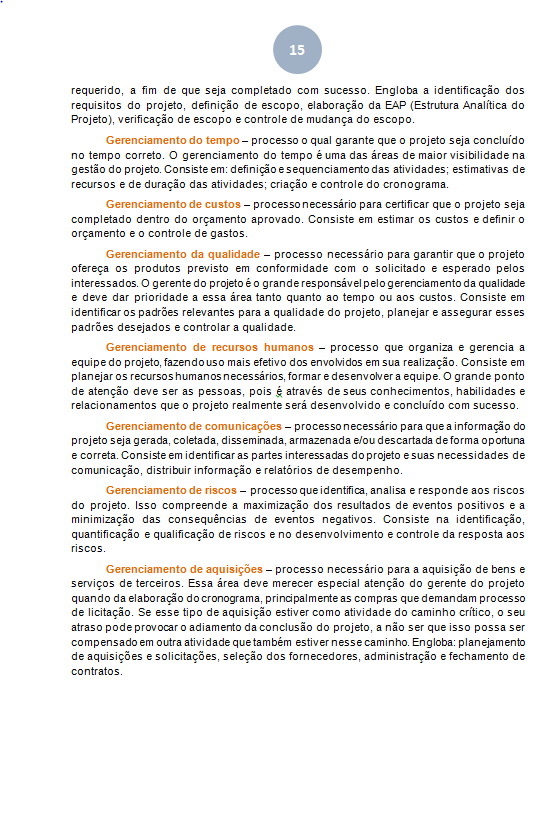 15
requerido, a fim de que seja completado com sucesso. Engloba a identificação dos
requisitos do projeto, definição de escopo, elaboração da EAP (Estrutura Analítica do
Projeto), verificação de escopo e controle de mudança do escopo.
Gerenciamento do tempo – processo o qual garante que o projeto seja concluído
no tempo correto. O gerenciamento do tempo é uma das áreas de maior visibilidade na
gestão do projeto. Consiste em: definição e sequenciamento das atividades; estimativas de
recursos e de duração das atividades; criação e controle do cronograma.
Gerenciamento de custos – processo necessário para certificar que o projeto seja
completado dentro do orçamento aprovado. Consiste em estimar os custos e definir o
orçamento e o controle de gastos.
Gerenciamento da qualidade – processo necessário para garantir que o projeto
ofereça os produtos previsto em conformidade com o solicitado e esperado pelos
interessados. O gerente do projeto é o grande responsável pelo gerenciamento da qualidade
e deve dar prioridade a essa área tanto quanto ao tempo ou aos custos. Consiste em
identificar os padrões relevantes para a qualidade do projeto, planejar e assegurar esses
padrões desejados e controlar a qualidade.
Gerenciamento de recursos humanos – processo que organiza e gerencia a
equipe do projeto, fazendo uso mais efetivo dos envolvidos em sua realização. Consiste em
planejar os recursos humanos necessários, formar e desenvolver a equipe. O grande ponto
de atenção deve ser as pessoas, pois é através de seus conhecimentos, habilidades e
relacionamentos que o projeto realmente será desenvolvido e concluído com sucesso.
Gerenciamento de comunicações – processo necessário para que a informação do
projeto seja gerada, coletada, disseminada, armazenada e/ou descartada de forma oportuna
e correta. Consiste em identificar as partes interessadas do projeto e suas necessidades de
comunicação, distribuir informação e relatórios de desempenho.
Gerenciamento de riscos – processo que identifica, analisa e responde aos riscos
do projeto. Isso compreende a maximização dos resultados de eventos positivos e a
minimização das consequências de eventos negativos. Consiste na identificação,
quantificação e qualificação de riscos e no desenvolvimento e controle da resposta aos
riscos.
Gerenciamento de aquisições – processo necessário para a aquisição de bens e
serviços de terceiros. Essa área deve merecer especial atenção do gerente do projeto
quando da elaboração do cronograma, principalmente as compras que demandam processo
de licitação. Se esse tipo de aquisição estiver como atividade do caminho crítico, o seu
atraso pode provocar o adiamento da conclusão do projeto, a não ser que isso possa ser
compensado em outra atividade que também estiver nesse caminho. Engloba: planejamento
de aquisições e solicitações, seleção dos fornecedores, administração e fechamento de
contratos.